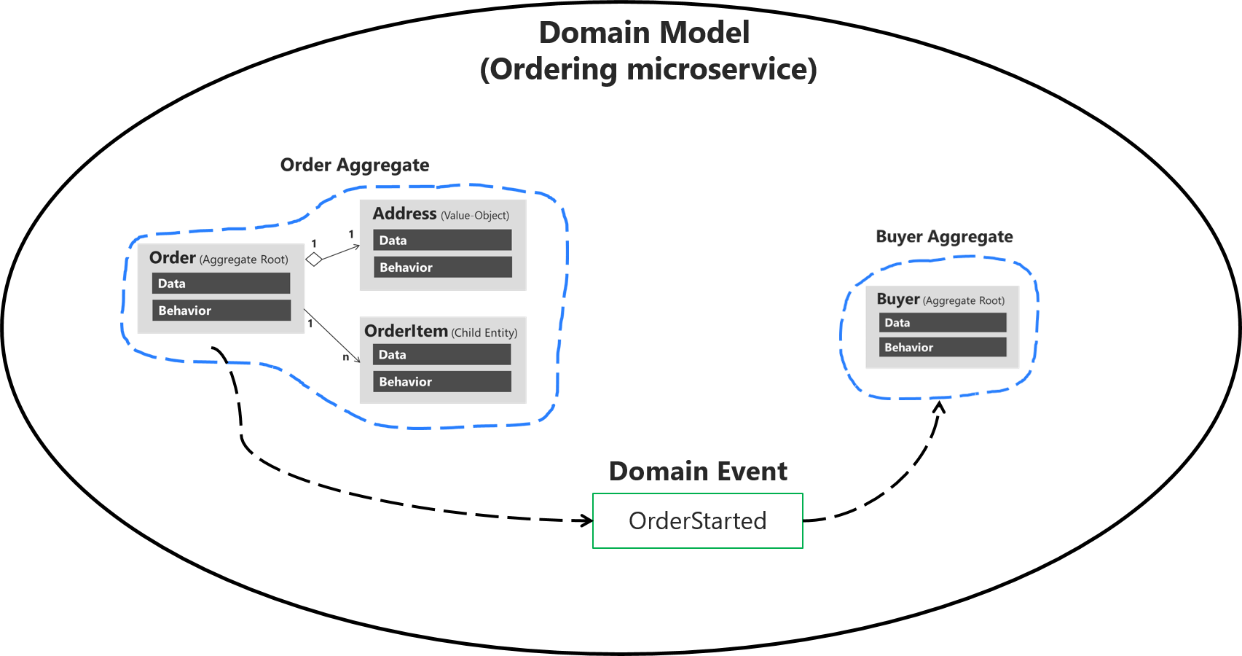 Domain Model
(Ordering microservice)
Order Aggregate
Address (Value-Object)
Data
Behavior
Order (Aggregate Root)
Data
Behavior
1
1
1
n
OrderItem (Child Entity)
Data
Behavior
Buyer Aggregate
Buyer (Aggregate Root)
Data
Behavior
Domain Event
OrderStarted